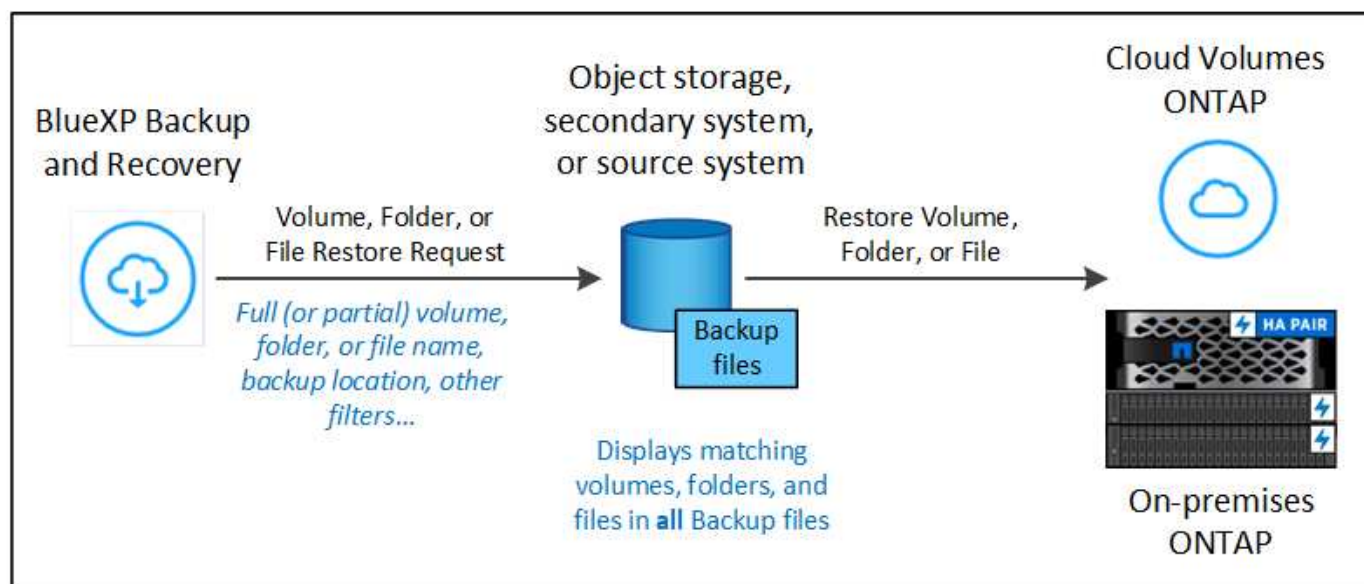 BlueXP Backup
and Recovery
Volume, Folder, or
File Restore Request
Full (or partial) volume,
folder, or file name,
backup location, other
filters...
Object storage,
secondary system,
or source system
Backup
files
Displays matching
volumes, folders, and
files in all Backup files
Restore Volume,
Folder, or File
Cloud Volumes
ONTAP
HA PAIR
On-premises
ONTAP